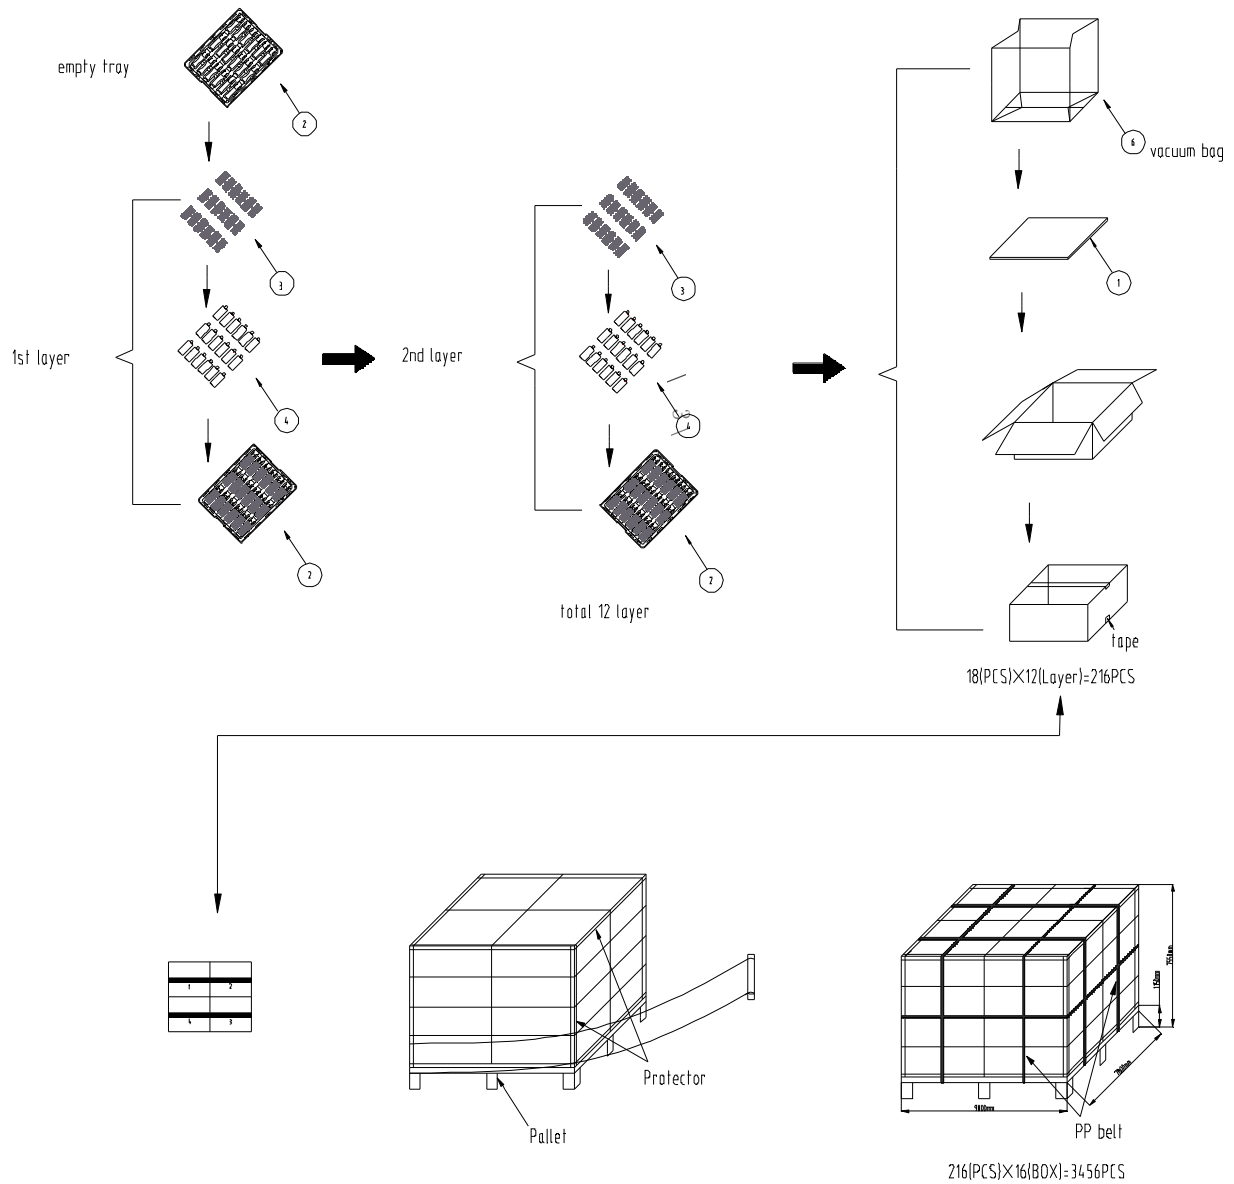 empty tray
2
6
vacuum bag
3
3
1
1st layer
2nd layer
4
4
2
2
total 12 layer
tape
18(PCS)X12(Layer)=216PCS
1 2
4 3
Protector
Pallet
PP belt
216(PCS)X16(BOX)=3456PCS